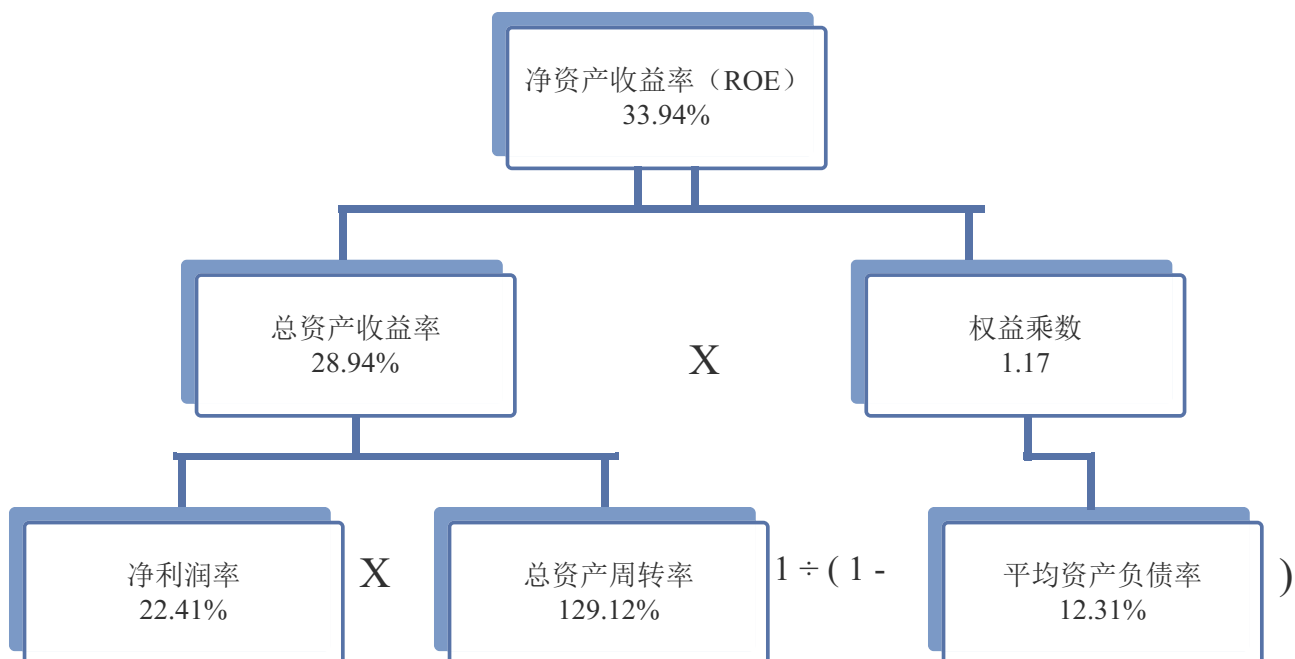 净资产收益率（ROE）
33.94%
总资产收益率
28.94%
X
权益乘数
1.17
净利润率
22.41%
X
总资产周转率
129.12%
1 ÷ ( 1 -
平均资产负债率
12.31%
)